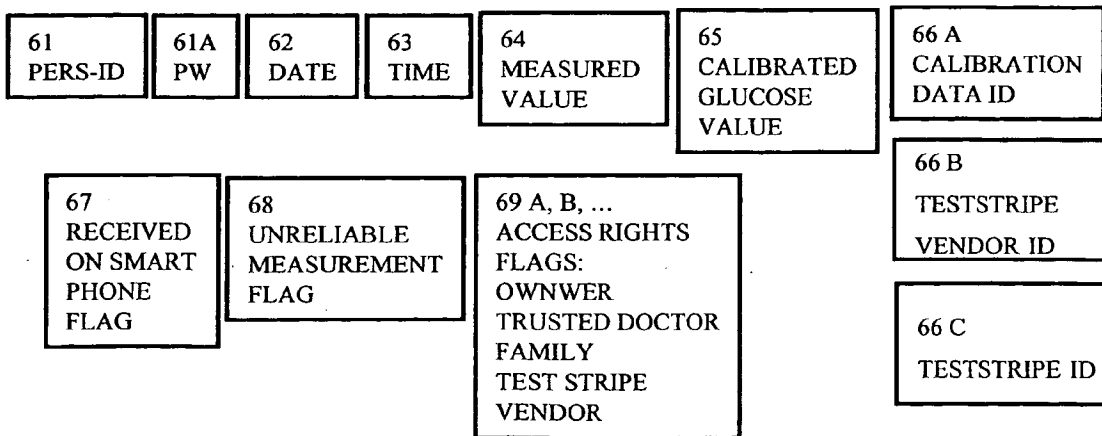 61
PERS-ID
61A
PW
62
DATE
63
TIME
64
MEASURED
VALUE
65
CALIBRATED
GLUCOSE
VALUE
66 A
CALIBRATION
DATA ID
66 B
TESTSTRIPE
VENDOR ID
66 C
TESTSTRIPE ID
67
RECEIVED
ON SMART
PHONE
FLAG
68
UNRELIABLE
MEASUREMENT
FLAG
69 A, B, ...
ACCESS RIGHTS
FLAGS:
OWNWER
TRUSTED DOCTOR
FAMILY
TEST STRIPE
VENDOR